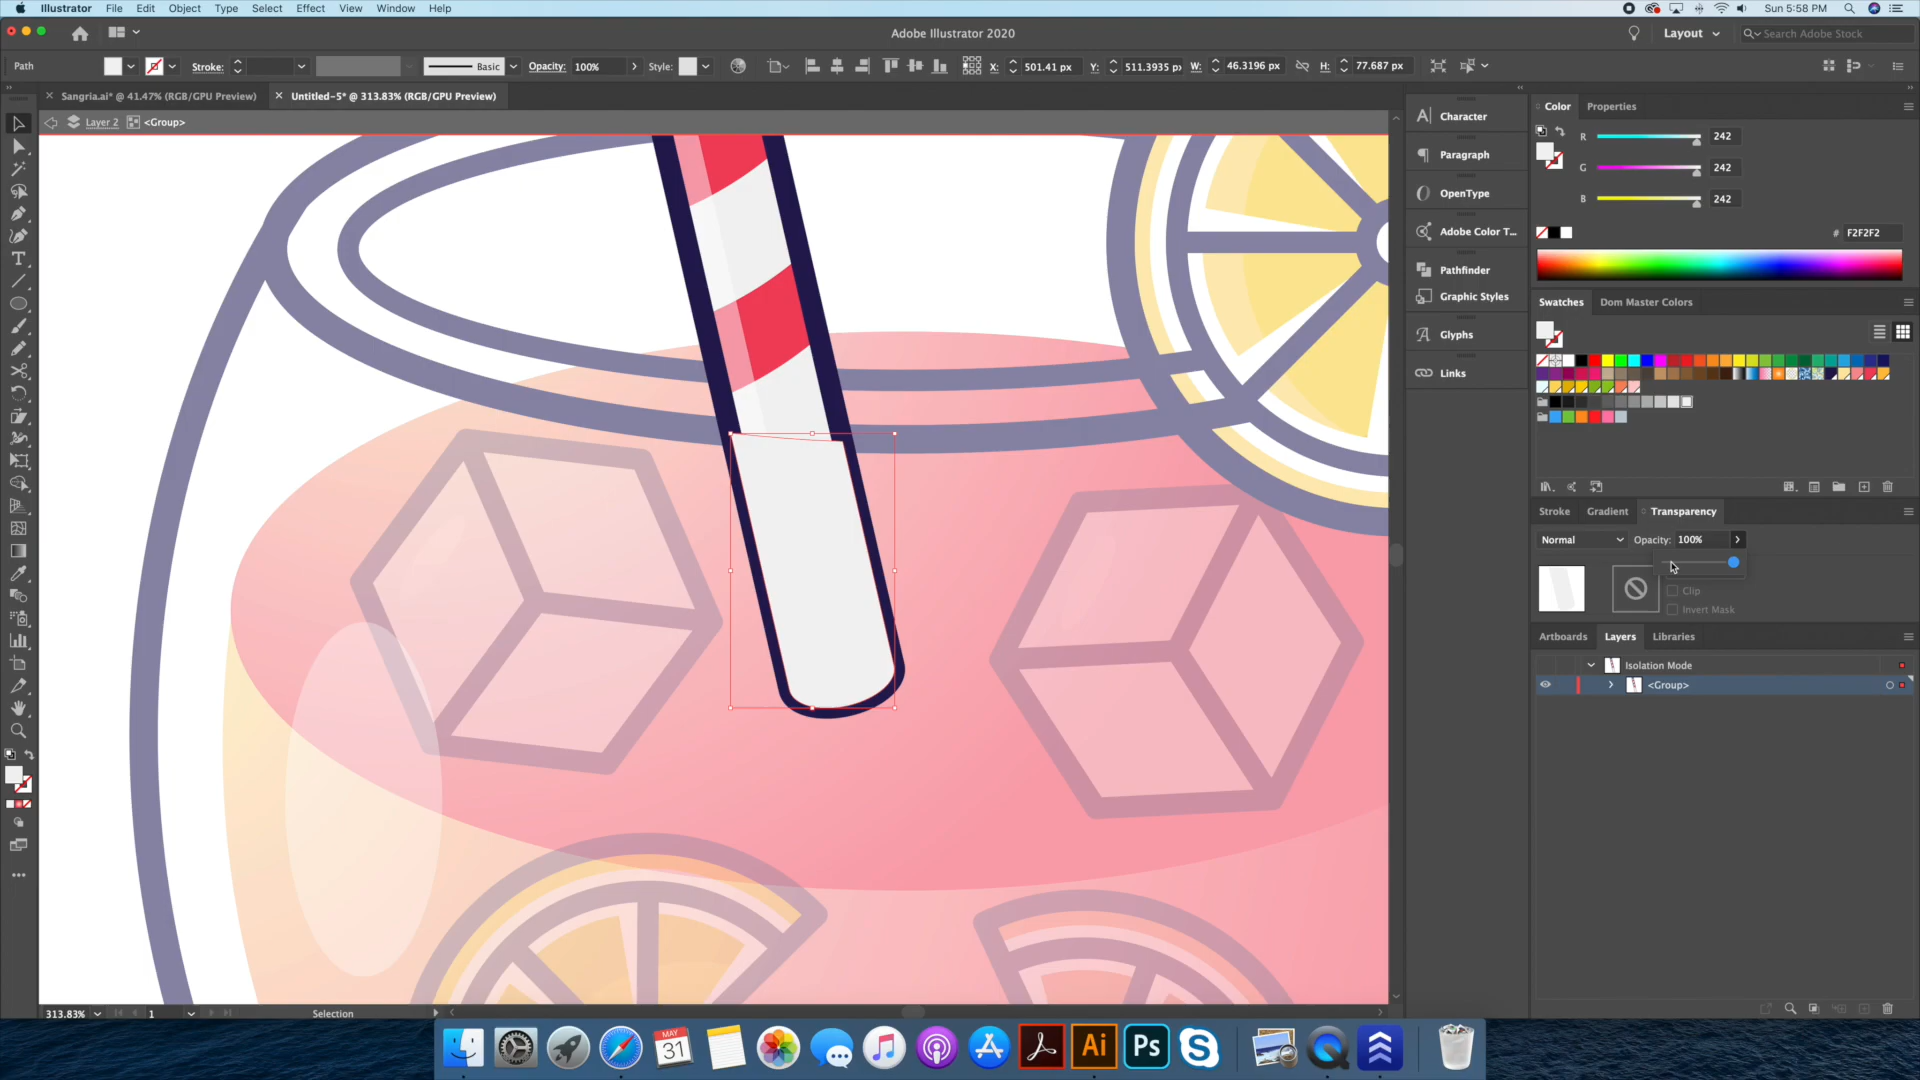 Illustrator File Edit Object Type Select Effect View Window Help Sun 5:58 PM
Adobe Illustrator 2020 Layout Search Adobe Stock
Path Stroke: Basic Opacity: 100% Style: X: 501.41 px Y: 511.3935 px W: 46.3196 px H: 77.687 px
Sangria.ai* @ 41.47% (RGB/GPU Preview) Untitled-5* @ 313.83% (RGB/GPU Preview)
Layer 2 <Group>
Character
Paragraph
OpenType
Adobe Color T...
Pathfinder
Graphic Styles
Glyphs
Links
Color Properties
R 242
G 242
B 242
# F2F2F2
Swatches Dom Master Colors
Stroke Gradient Transparency
Normal Opacity: 100%
Clip
Invert Mask
Artboards Layers Libraries
Isolation Mode
<Group>
313.83% 1 Selection
MAY
31
Ai
Ps